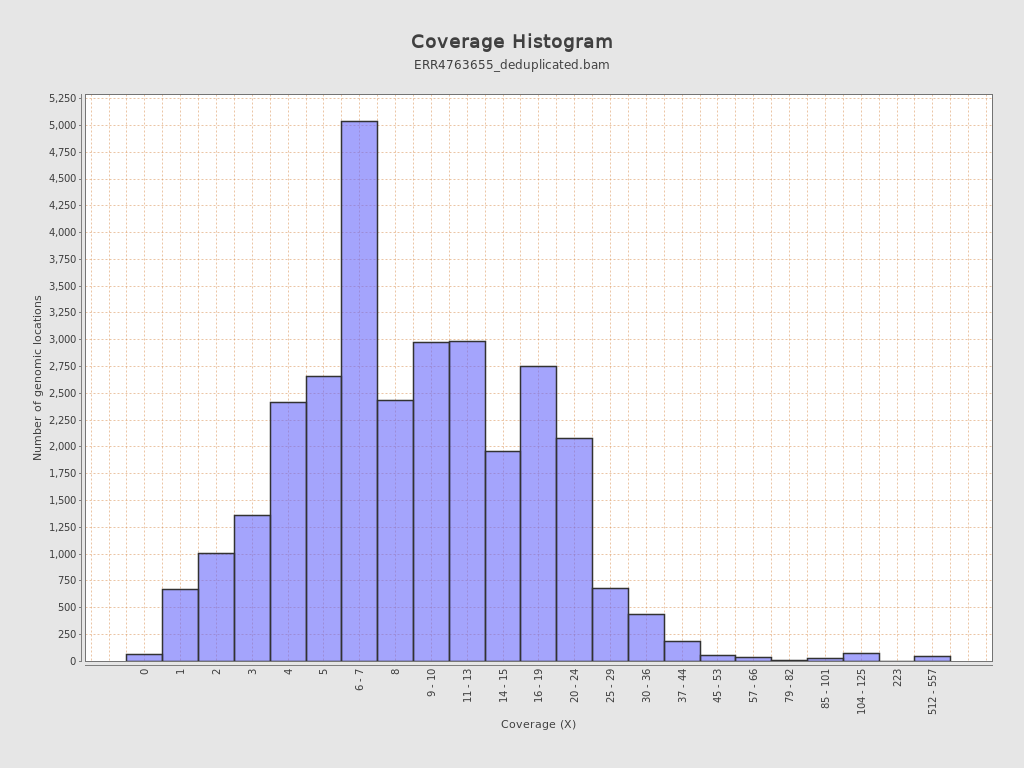 Coverage Histogram
ERR4763655_deduplicated.bam
Number of genomic locations
5,250
5,000
4,750
4,500
4,250
4,000
3,750
3,500
3,250
3,000
2,750
2,500
2,250
2,000
1,750
1,500
1,250
1,000
750
500
250
0
0
1
2
3
4
5
6 - 7
8
9 - 10
11 - 13
14 - 15
16 - 19
20 - 24
25 - 29
30 - 36
37 - 44
45 - 53
57 - 66
79 - 82
85 - 101
104 - 125
223
512 - 557
Coverage (X)